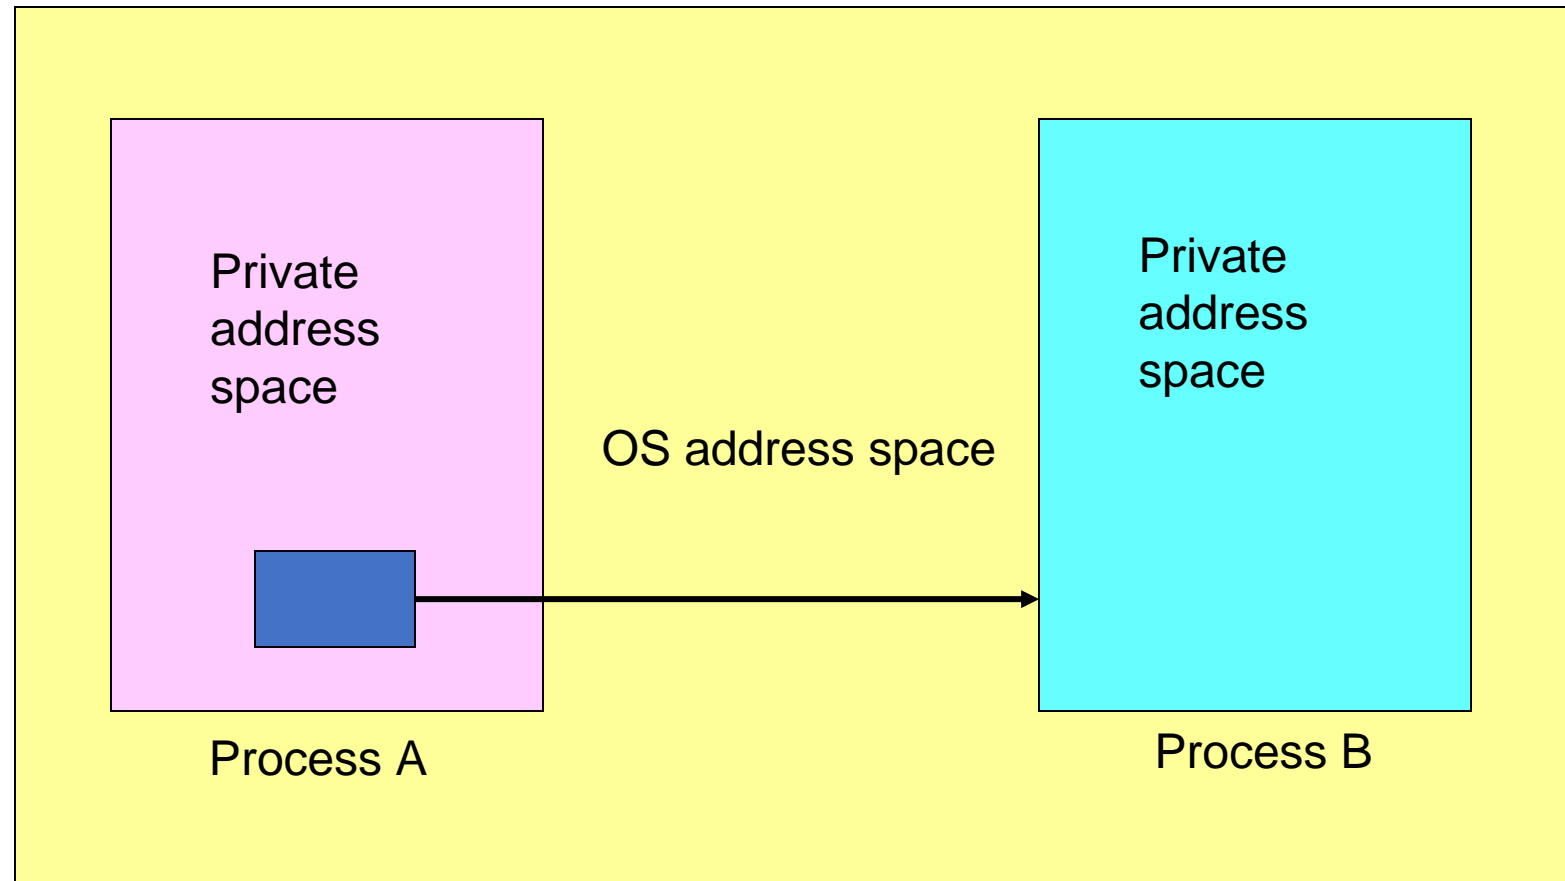 Private
address
space
Private
address
space
OS address space
Process A
Process B